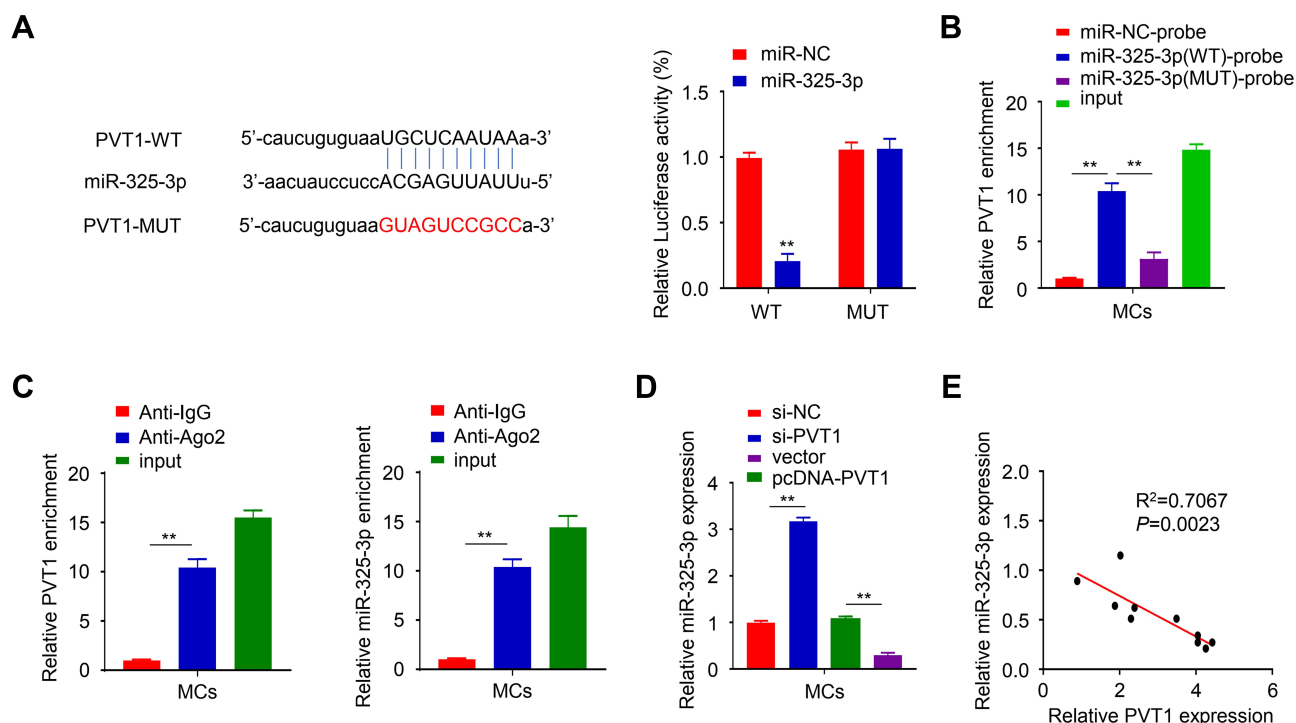 A
PVT1-WT 5’-caucuguguaaUGCUCAAUAAa-3’
miR-325-3p 3’-aacuauccuccACGAGUUAUUu-5’
PVT1-MUT 5’-caucuguguaaGUAGUCCGCCa-3’
miR-NC
miR-325-3p
Relative Luciferase activity (%)
1.5
1.0
0.5
0.0
**
WT MUT
B
miR-NC-probe
miR-325-3p(WT)-probe
miR-325-3p(MUT)-probe
input
Relative PVT1 enrichment
20
15
10
5
0
** **
MCs
C
Anti-IgG
Anti-Ago2
input
Relative PVT1 enrichment
20
15
10
5
0
**
MCs
Anti-IgG
Anti-Ago2
input
Relative miR-325-3p enrichment
20
15
10
5
0
**
MCs
D
si-NC
si-PVT1
vector
pcDNA-PVT1
Relative miR-325-3p expression
4
3
2
1
0
**
**
MCs
E
Relative miR-325-3p expression
2.0
1.5
1.0
0.5
0.0
R²=0.7067
P=0.0023
0 2 4 6
Relative PVT1 expression